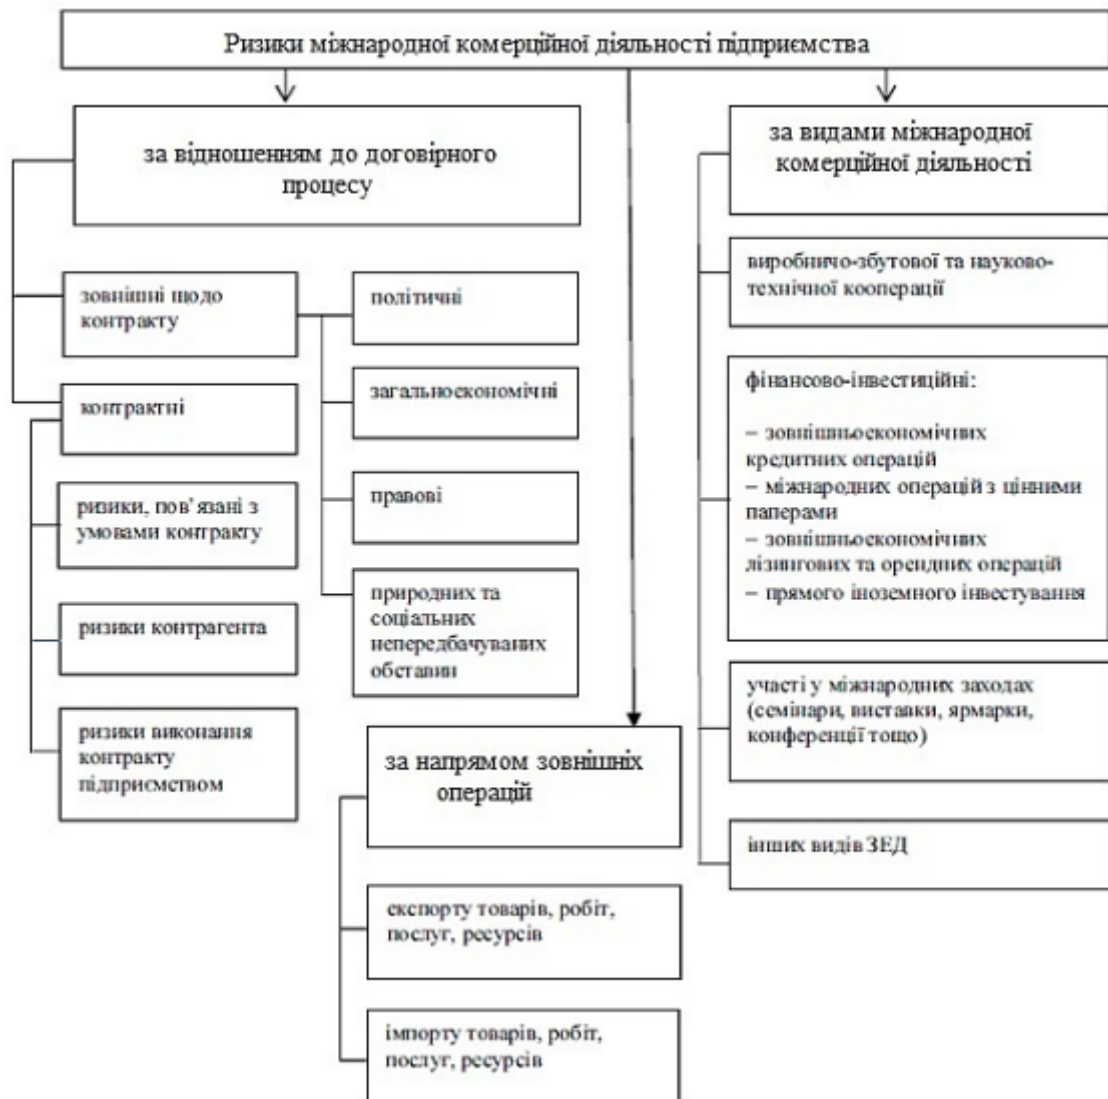 Ризики міжнародної комерційної діяльності підприємства
за відношенням до договірного
процесу
зовнішні щодо
контракту
політичні
загальноекономічні
правові
природних та
соціальних
непередбачуваних
обставин
контрактні
ризики, пов’язані з
умовами контракту
ризики контрагента
ризики виконання
контракту
підприємством
за напрямом зовнішніх
операцій
експорту товарів, робіт,
послуг, ресурсів
імпорту товарів, робіт,
послуг, ресурсів
за видами міжнародної
комерційної діяльності
виробничо-збутової та науково-
технічної кооперації
фінансово-інвестиційні:
– зовнішньоекономічних
кредитних операцій
– міжнародних операцій з цінними
паперами
– зовнішньоекономічних
лізингових та орендних операцій
– прямого іноземного інвестування
участі у міжнародних заходах
(семінари, виставки, ярмарки,
конференції тощо)
інших видів ЗЕД